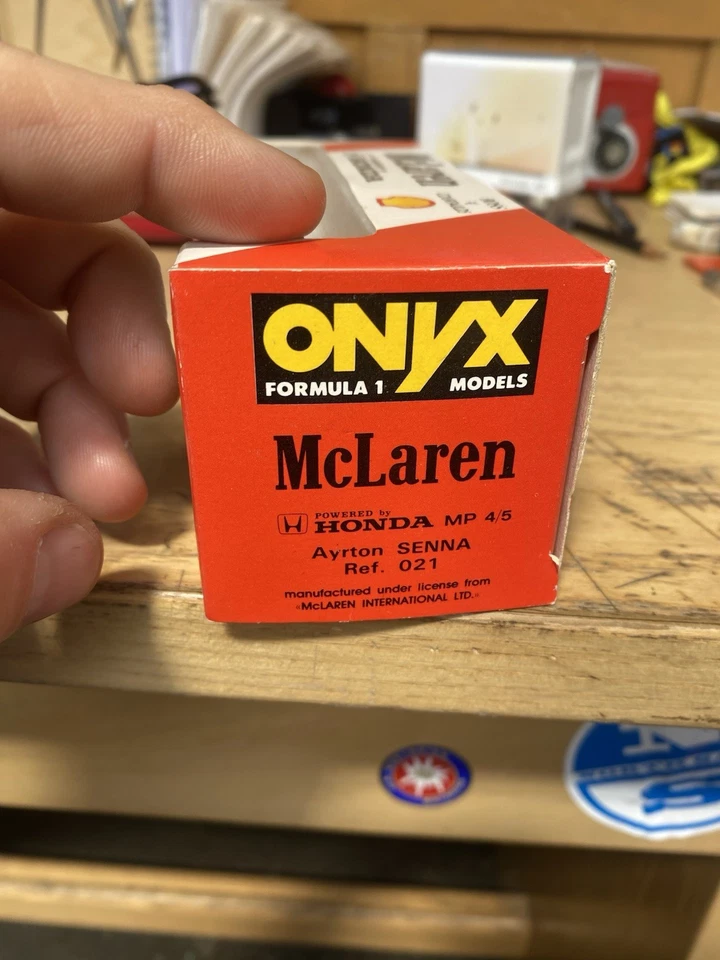 McLaren
ONYX
FORMULA 1 MODELS
McLaren
POWERED by
HONDA MP 4/5
Ayrton SENNA
Ref. 021
manufactured under license from
"McLAREN INTERNATIONAL LTD."